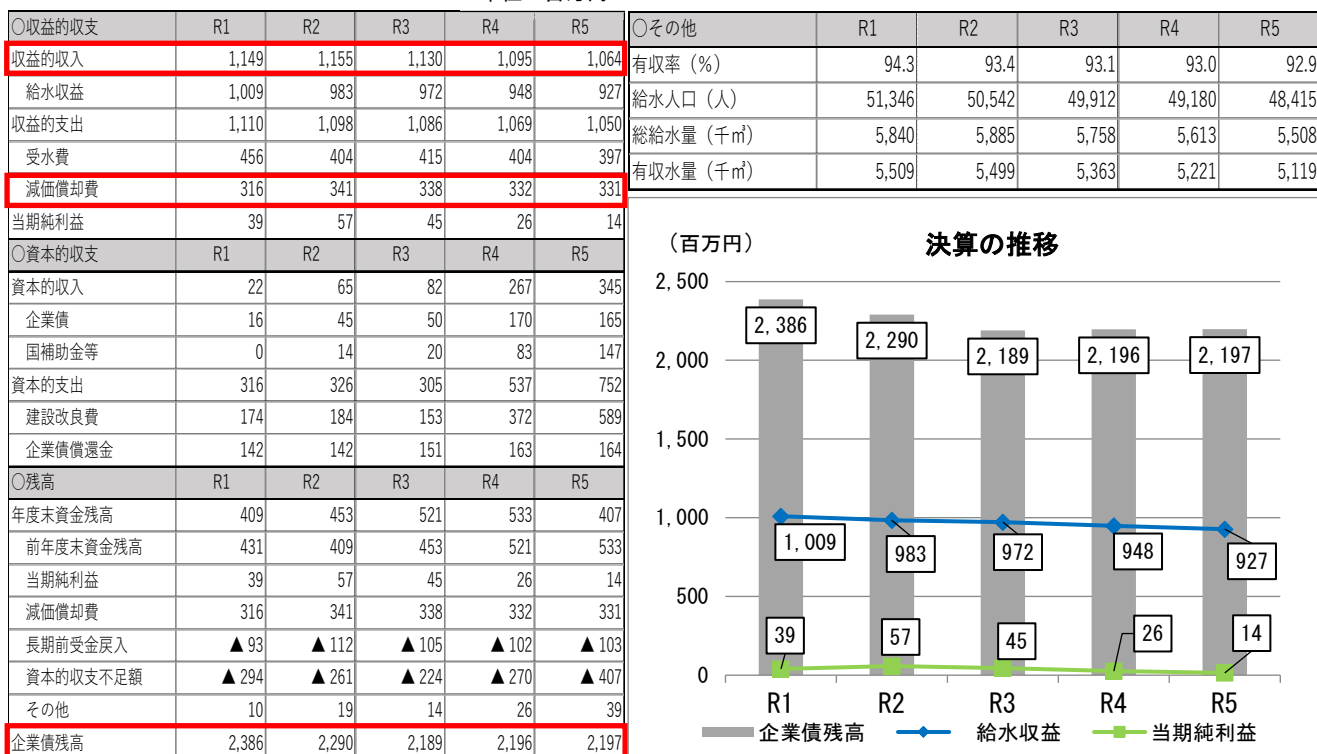 ○収益的収支 R1 R2 R3 R4 R5
収益的収入 1,149 1,155 1,130 1,095 1,064
給水収益 1,009 983 972 948 927
収益的支出 1,110 1,098 1,086 1,069 1,050
受水費 456 404 415 404 397
減価償却費 316 341 338 332 331
当期純利益 39 57 45 26 14
○資本的収支 R1 R2 R3 R4 R5
資本的収入 22 65 82 267 345
企業債 16 45 50 170 165
国補助金等 0 14 20 83 147
資本的支出 316 326 305 537 752
建設改良費 174 184 153 372 589
企業債償還金 142 142 151 163 164
○残高 R1 R2 R3 R4 R5
年度末資金残高 409 453 521 533 407
前年度末資金残高 431 409 453 521 533
当期純利益 39 57 45 26 14
減価償却費 316 341 338 332 331
長期前受金戻入 ▲ 93 ▲ 112 ▲ 105 ▲ 102 ▲ 103
資本的収支不足額 ▲ 294 ▲ 261 ▲ 224 ▲ 270 ▲ 407
その他 10 19 14 26 39
企業債残高 2,386 2,290 2,189 2,196 2,197
○その他 R1 R2 R3 R4 R5
有収率（%） 94.3 93.4 93.1 93.0 92.9
給水人口（人） 51,346 50,542 49,912 49,180 48,415
総給水量（千㎥） 5,840 5,885 5,758 5,613 5,508
有収水量（千㎥） 5,509 5,499 5,363 5,221 5,119
（百万円） 決算の推移
2,500
2,386 2,290 2,189 2,196 2,197
2,000
1,500
1,000
1,009 983 972 948 927
500
39 57 45 26 14
0
R1 R2 R3 R4 R5
企業債残高 給水収益 当期純利益